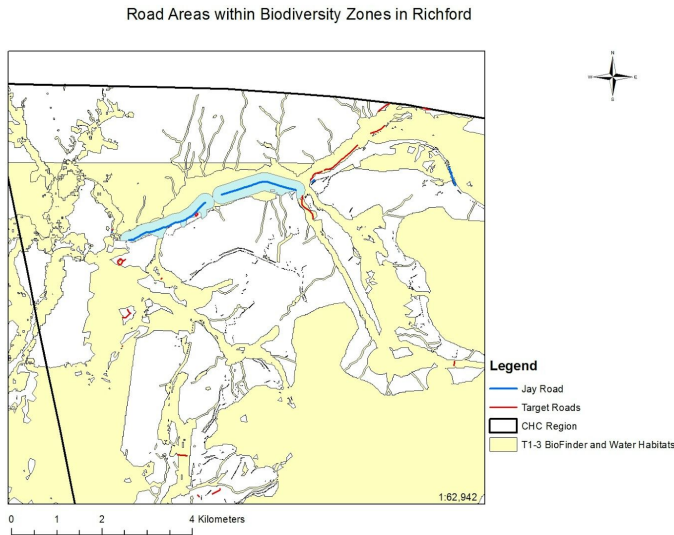 Road Areas within Biodiversity Zones in Richford
N
W E
S
Legend
Jay Road
Target Roads
CHC Region
T1-3 BioFinder and Water Habitats
1:62,942
0 1 2 4 Kilometers